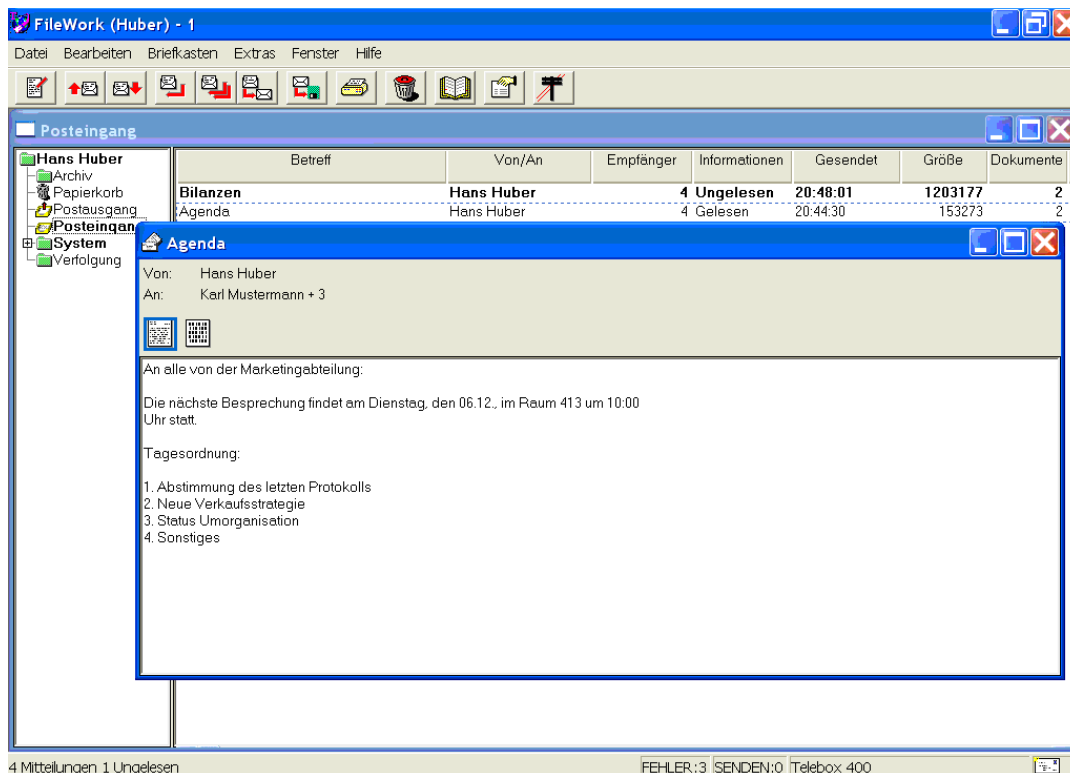 FileWork (Huber) - 1
Datei Bearbeiten Briefkasten Extras Fenster Hilfe
Posteingang
Hans Huber
Archiv
Papierkorb
Postausgang
Posteingan
System
Verfolgung
Betreff Von/An Empfänger Informationen Gesendet Größe Dokumente
Bilanzen Hans Huber 4 Ungelesen 20:48:01 1203177 2
Agenda Hans Huber 4 Gelesen 20:44:30 153273 2
Agenda
Von: Hans Huber
An: Karl Mustermann + 3
An alle von der Marketingabteilung:
Die nächste Besprechung findet am Dienstag, den 06.12., im Raum 413 um 10:00
Uhr statt.
Tagesordnung:
1. Abstimmung des letzten Protokolls
2. Neue Verkaufsstrategie
3. Status Umorganisation
4. Sonstiges
4 Mitteilungen 1 Ungelesen
FEHLER:3 SENDEN:0 Telebox 400